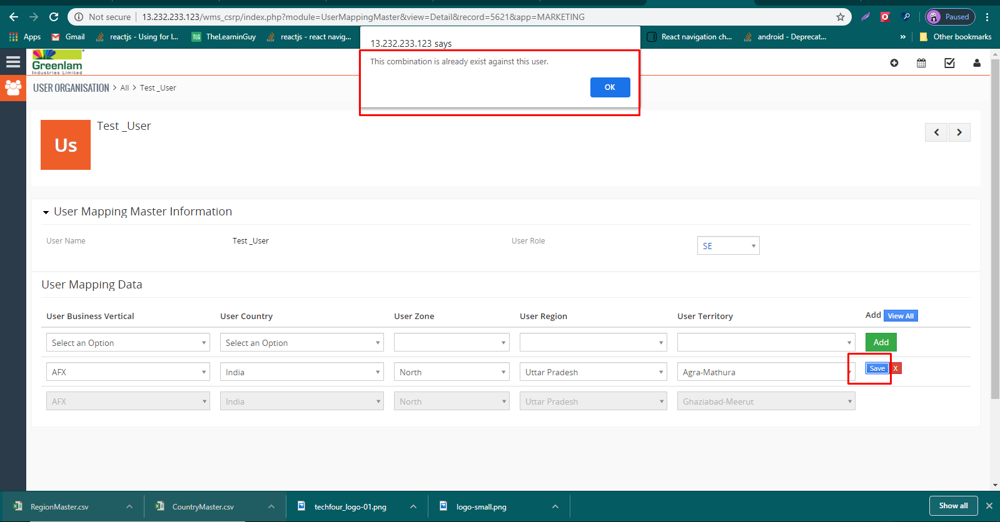 Not secure 13.232.233.123/wms_csrp/index.php?module=UserMappingMaster&view=Detail&record=5621&app=MARKETING Paused
Apps Gmail reactjs - Using for l... TheLearninGuy reactjs - react navig... React navigation ch... android - Deprecat... » Other bookmarks
TLG
13.232.233.123 says
This combination is already exist against this user.
OK
Greenlam
Industries Limited
USER ORGANISATION > All > Test _User
Us
Test _User
User Mapping Master Information
User Name Test _User User Role SE
User Mapping Data
User Business Vertical User Country User Zone User Region User Territory Add View All
Select an Option Select an Option Add
AFX India North Uttar Pradesh Agra-Mathura Save X
AFX India North Uttar Pradesh Ghaziabad-Meerut
RegionMaster.csv CountryMaster.csv techfour_logo-01.png logo-small.png Show all